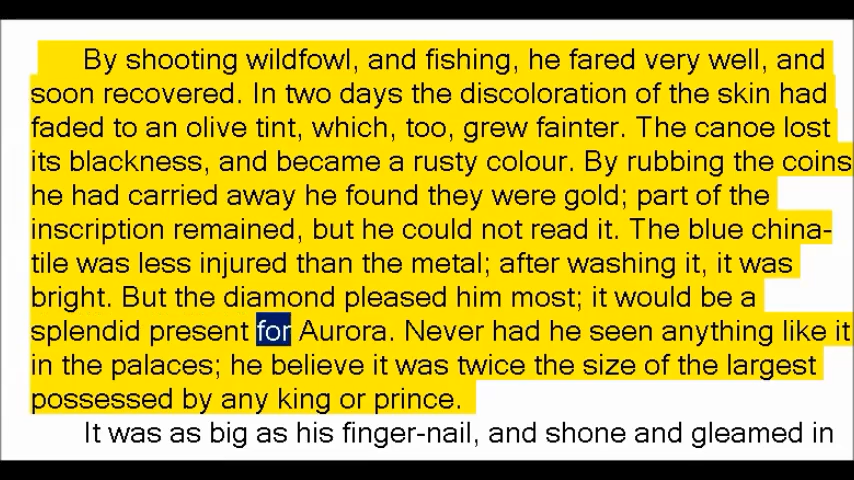 By shooting wildfowl, and fishing, he fared very well, and
soon recovered. In two days the discoloration of the skin had
faded to an olive tint, which, too, grew fainter. The canoe lost
its blackness, and became a rusty colour. By rubbing the coins
he had carried away he found they were gold; part of the
inscription remained, but he could not read it. The blue china-
tile was less injured than the metal; after washing it, it was
bright. But the diamond pleased him most; it would be a
splendid present for Aurora. Never had he seen anything like it
in the palaces; he believe it was twice the size of the largest
possessed by any king or prince.
It was as big as his finger-nail, and shone and gleamed in